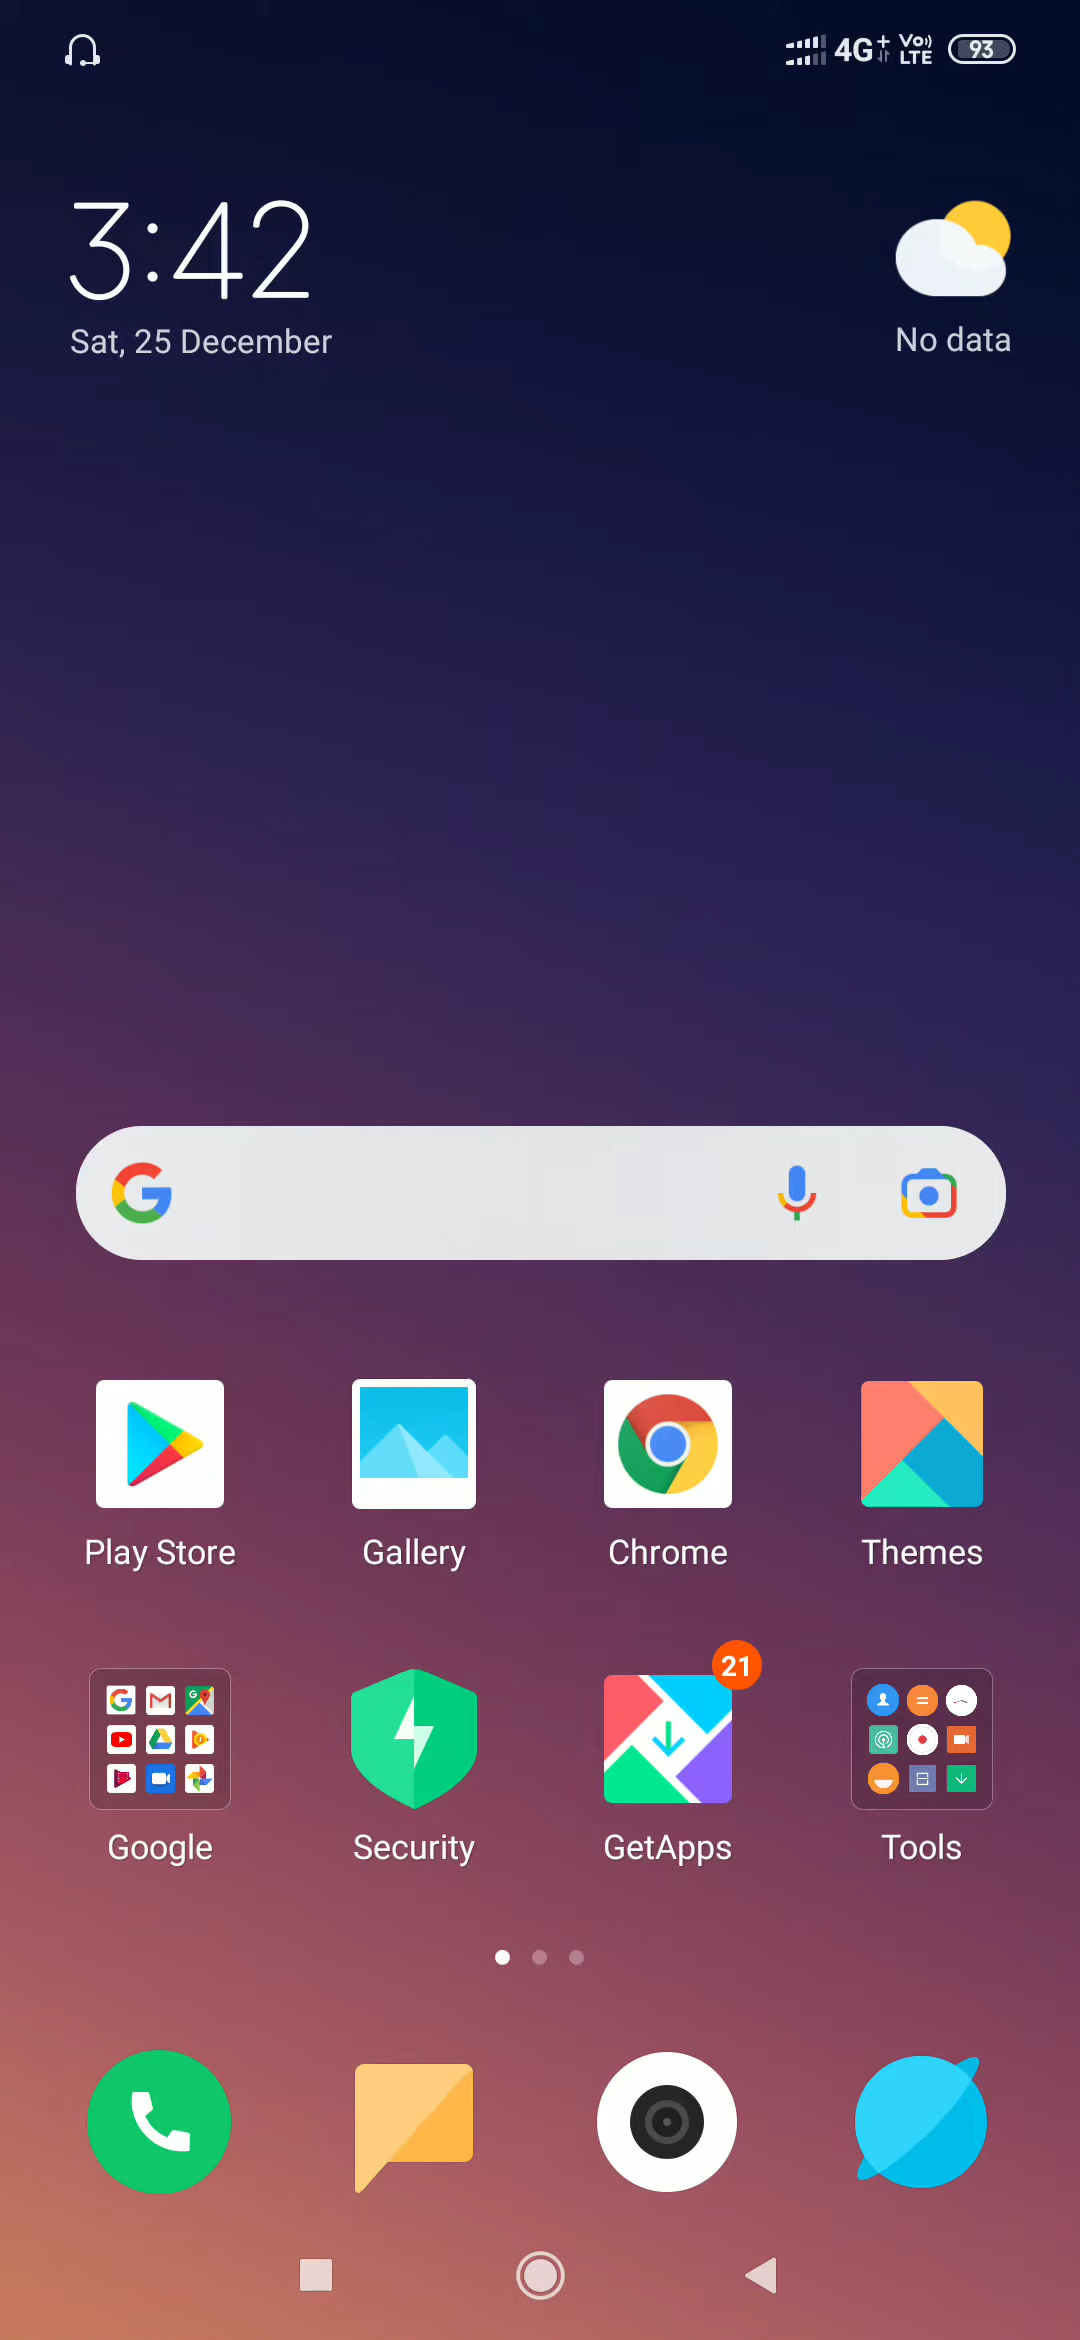 4G+ VoLTE 93
3:42
Sat, 25 December
No data
Play Store Gallery Chrome Themes
21
Google Security GetApps Tools